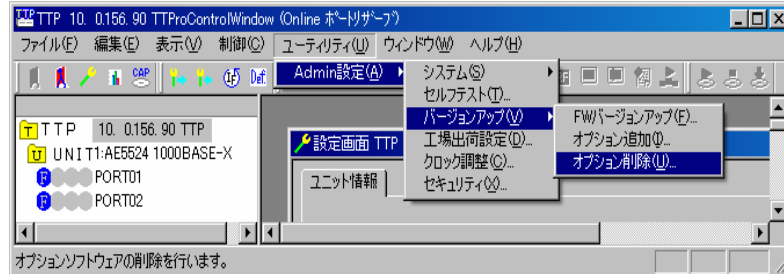 TTP 10. 0.156. 90 TTProControlWindow (Online ポートリザーブ)
ファイル(F) 編集(E) 表示(V) 制御(C) ユーティリティ(U) ウィンドウ(W) ヘルプ(H)
CAP 1F Def
Admin設定(A)
システム(S)
セルフテスト(T)...
バージョンアップ(V)
工場出荷設定(D)...
クロック調整(C)...
セキュリティ(X)...
FWバージョンアップ(F)...
オプション追加(I)...
オプション削除(U)...
T TTP 10. 0.156. 90 TTP
U UNIT1:AE5524 1000BASE-X
F PORT01
F PORT02
設定画面 TTP
ユニット情報
オプションソフトウェアの削除を行います。